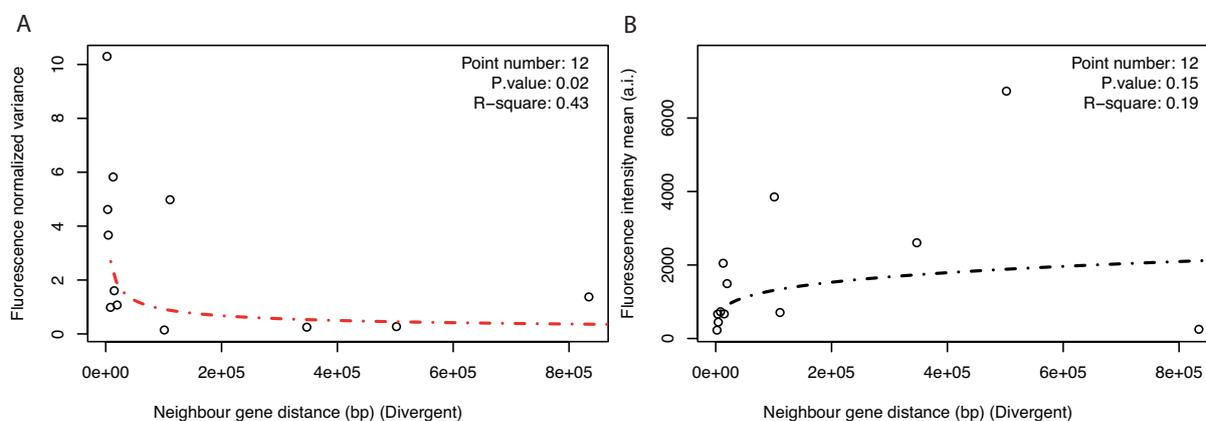 A
Fluorescence normalized variance
10
8
6
4
2
0
Point number: 12
P.value: 0.02
R−square: 0.43
0e+00 2e+05 4e+05 6e+05 8e+05
Neighbour gene distance (bp) (Divergent)
B
Fluorescence intensity mean (a.i.)
6000
4000
2000
0
Point number: 12
P.value: 0.15
R−square: 0.19
0e+00 2e+05 4e+05 6e+05 8e+05
Neighbour gene distance (bp) (Divergent)